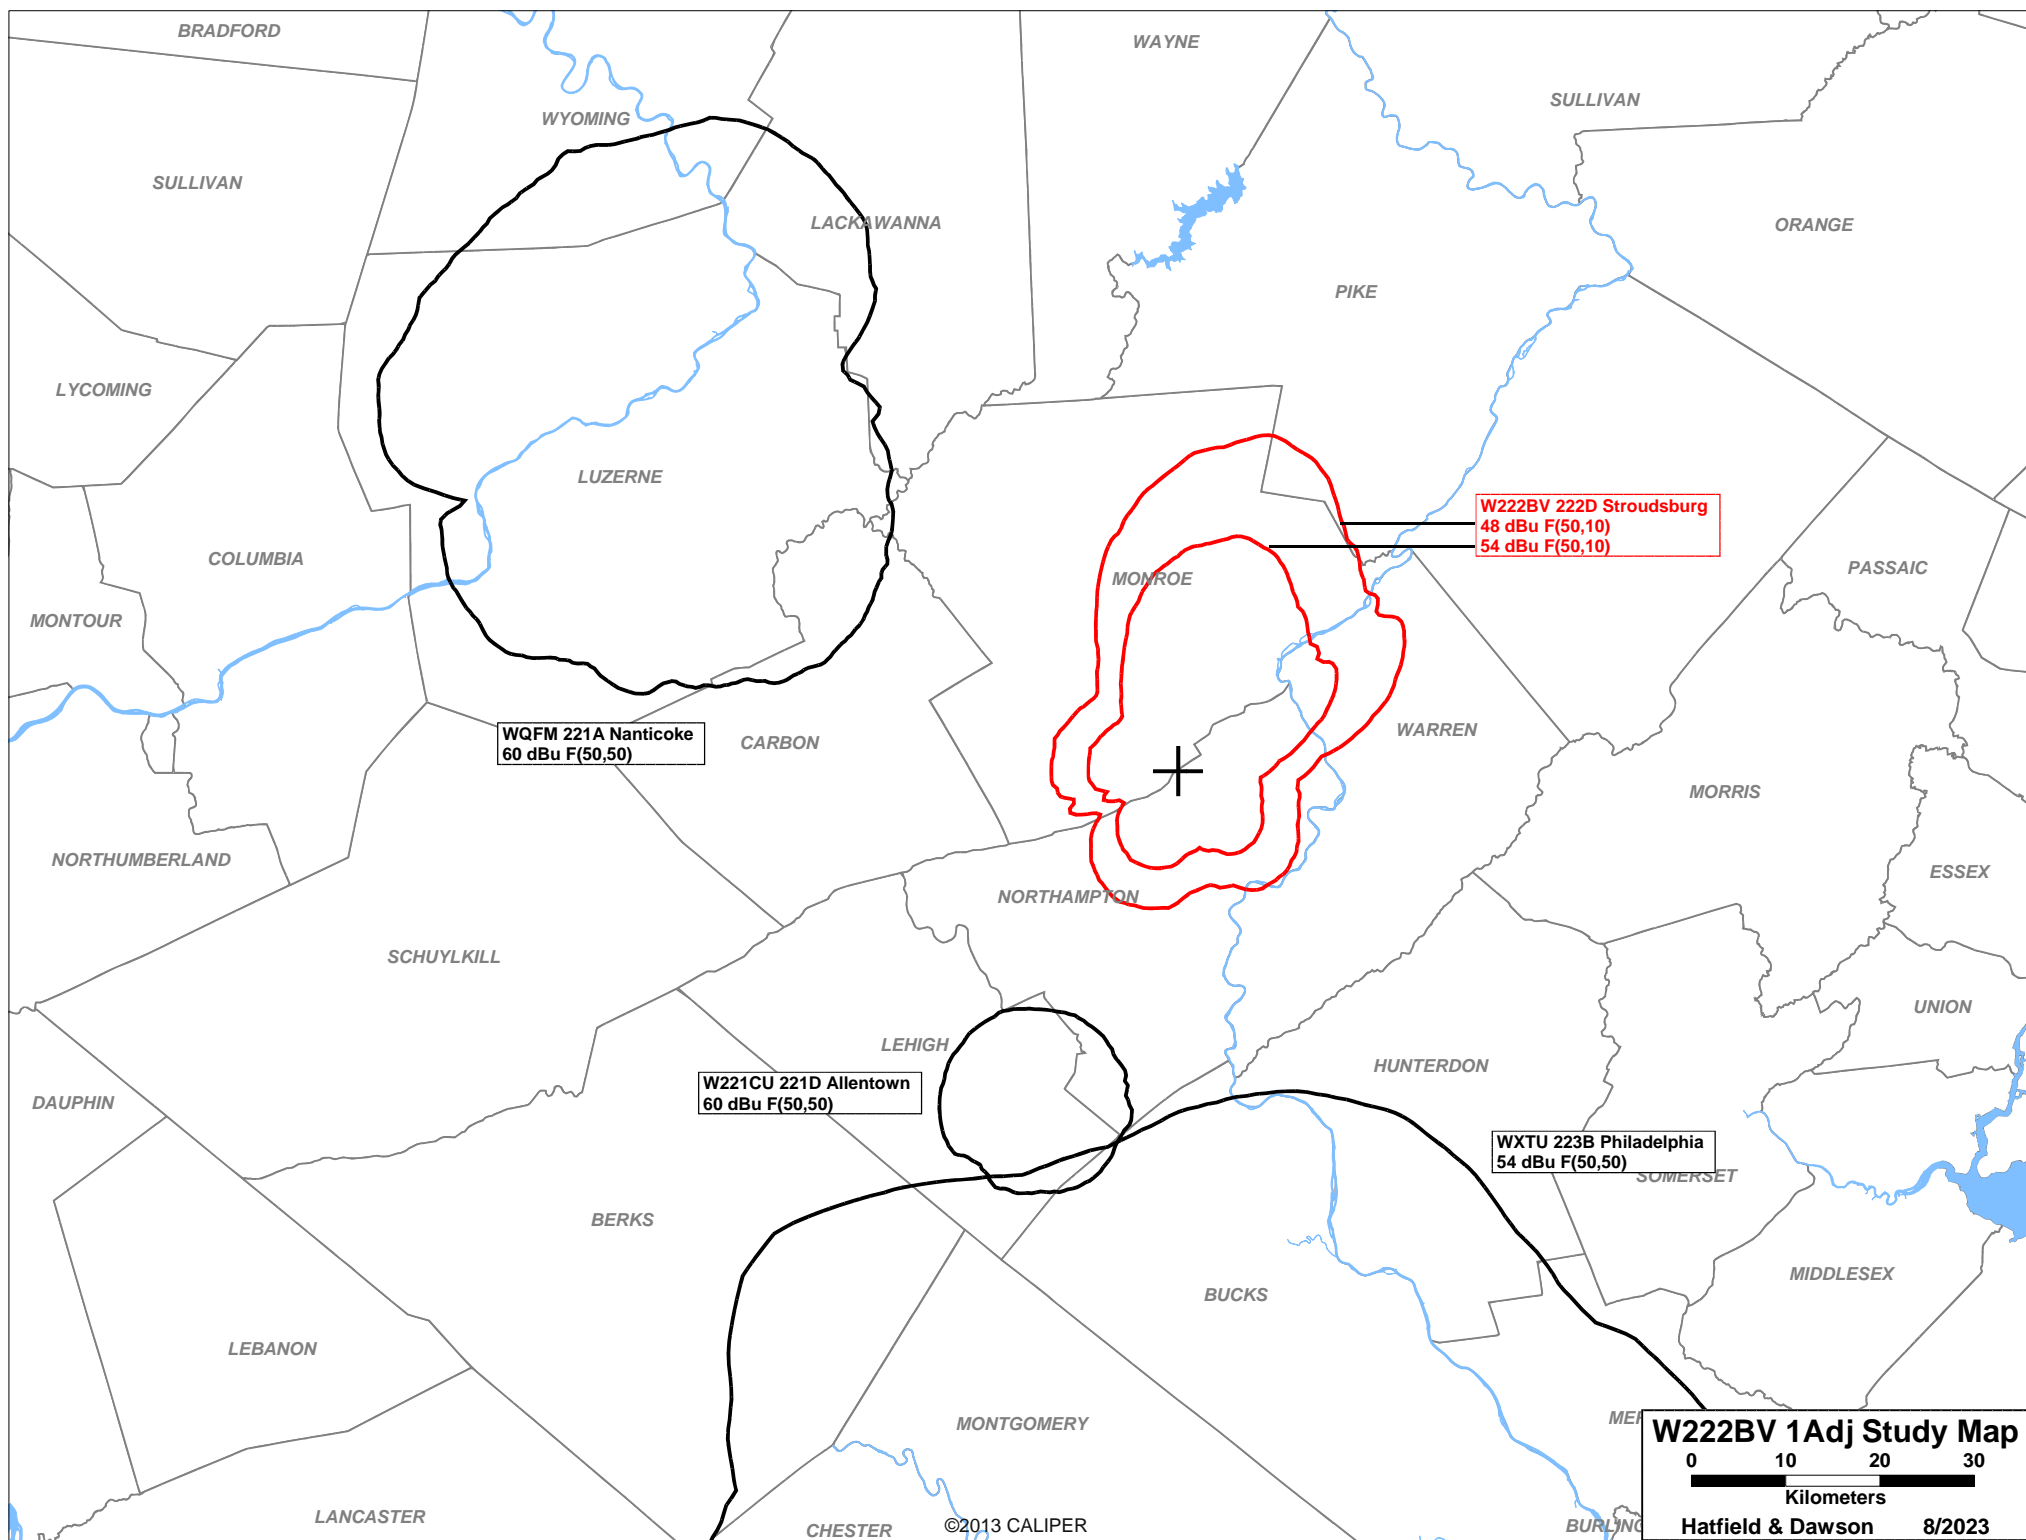 BRADFORD
WAYNE
SULLIVAN
WYOMING
SULLIVAN
LACKAWANNA
ORANGE
PIKE
LYCOMING
LUZERNE
W222BV 222D Stroudsburg
48 dBu F(50,10)
54 dBu F(50,10)
COLUMBIA
MONROE
PASSAIC
MONTOUR
WQFM 221A Nanticoke
60 dBu F(50,50)
CARBON
WARREN
MORRIS
NORTHUMBERLAND
ESSEX
NORTHAMPTON
SCHUYLKILL
UNION
LEHIGH
HUNTERDON
W221CU 221D Allentown
60 dBu F(50,50)
DAUPHIN
WXTU 223B Philadelphia
54 dBu F(50,50)
SOMERSET
BERKS
MIDDLESEX
BUCKS
LEBANON
MONTGOMERY
W222BV 1Adj Study Map
0 10 20 30
Kilometers
Hatfield & Dawson 8/2023
LANCASTER
CHESTER
©2013 CALIPER